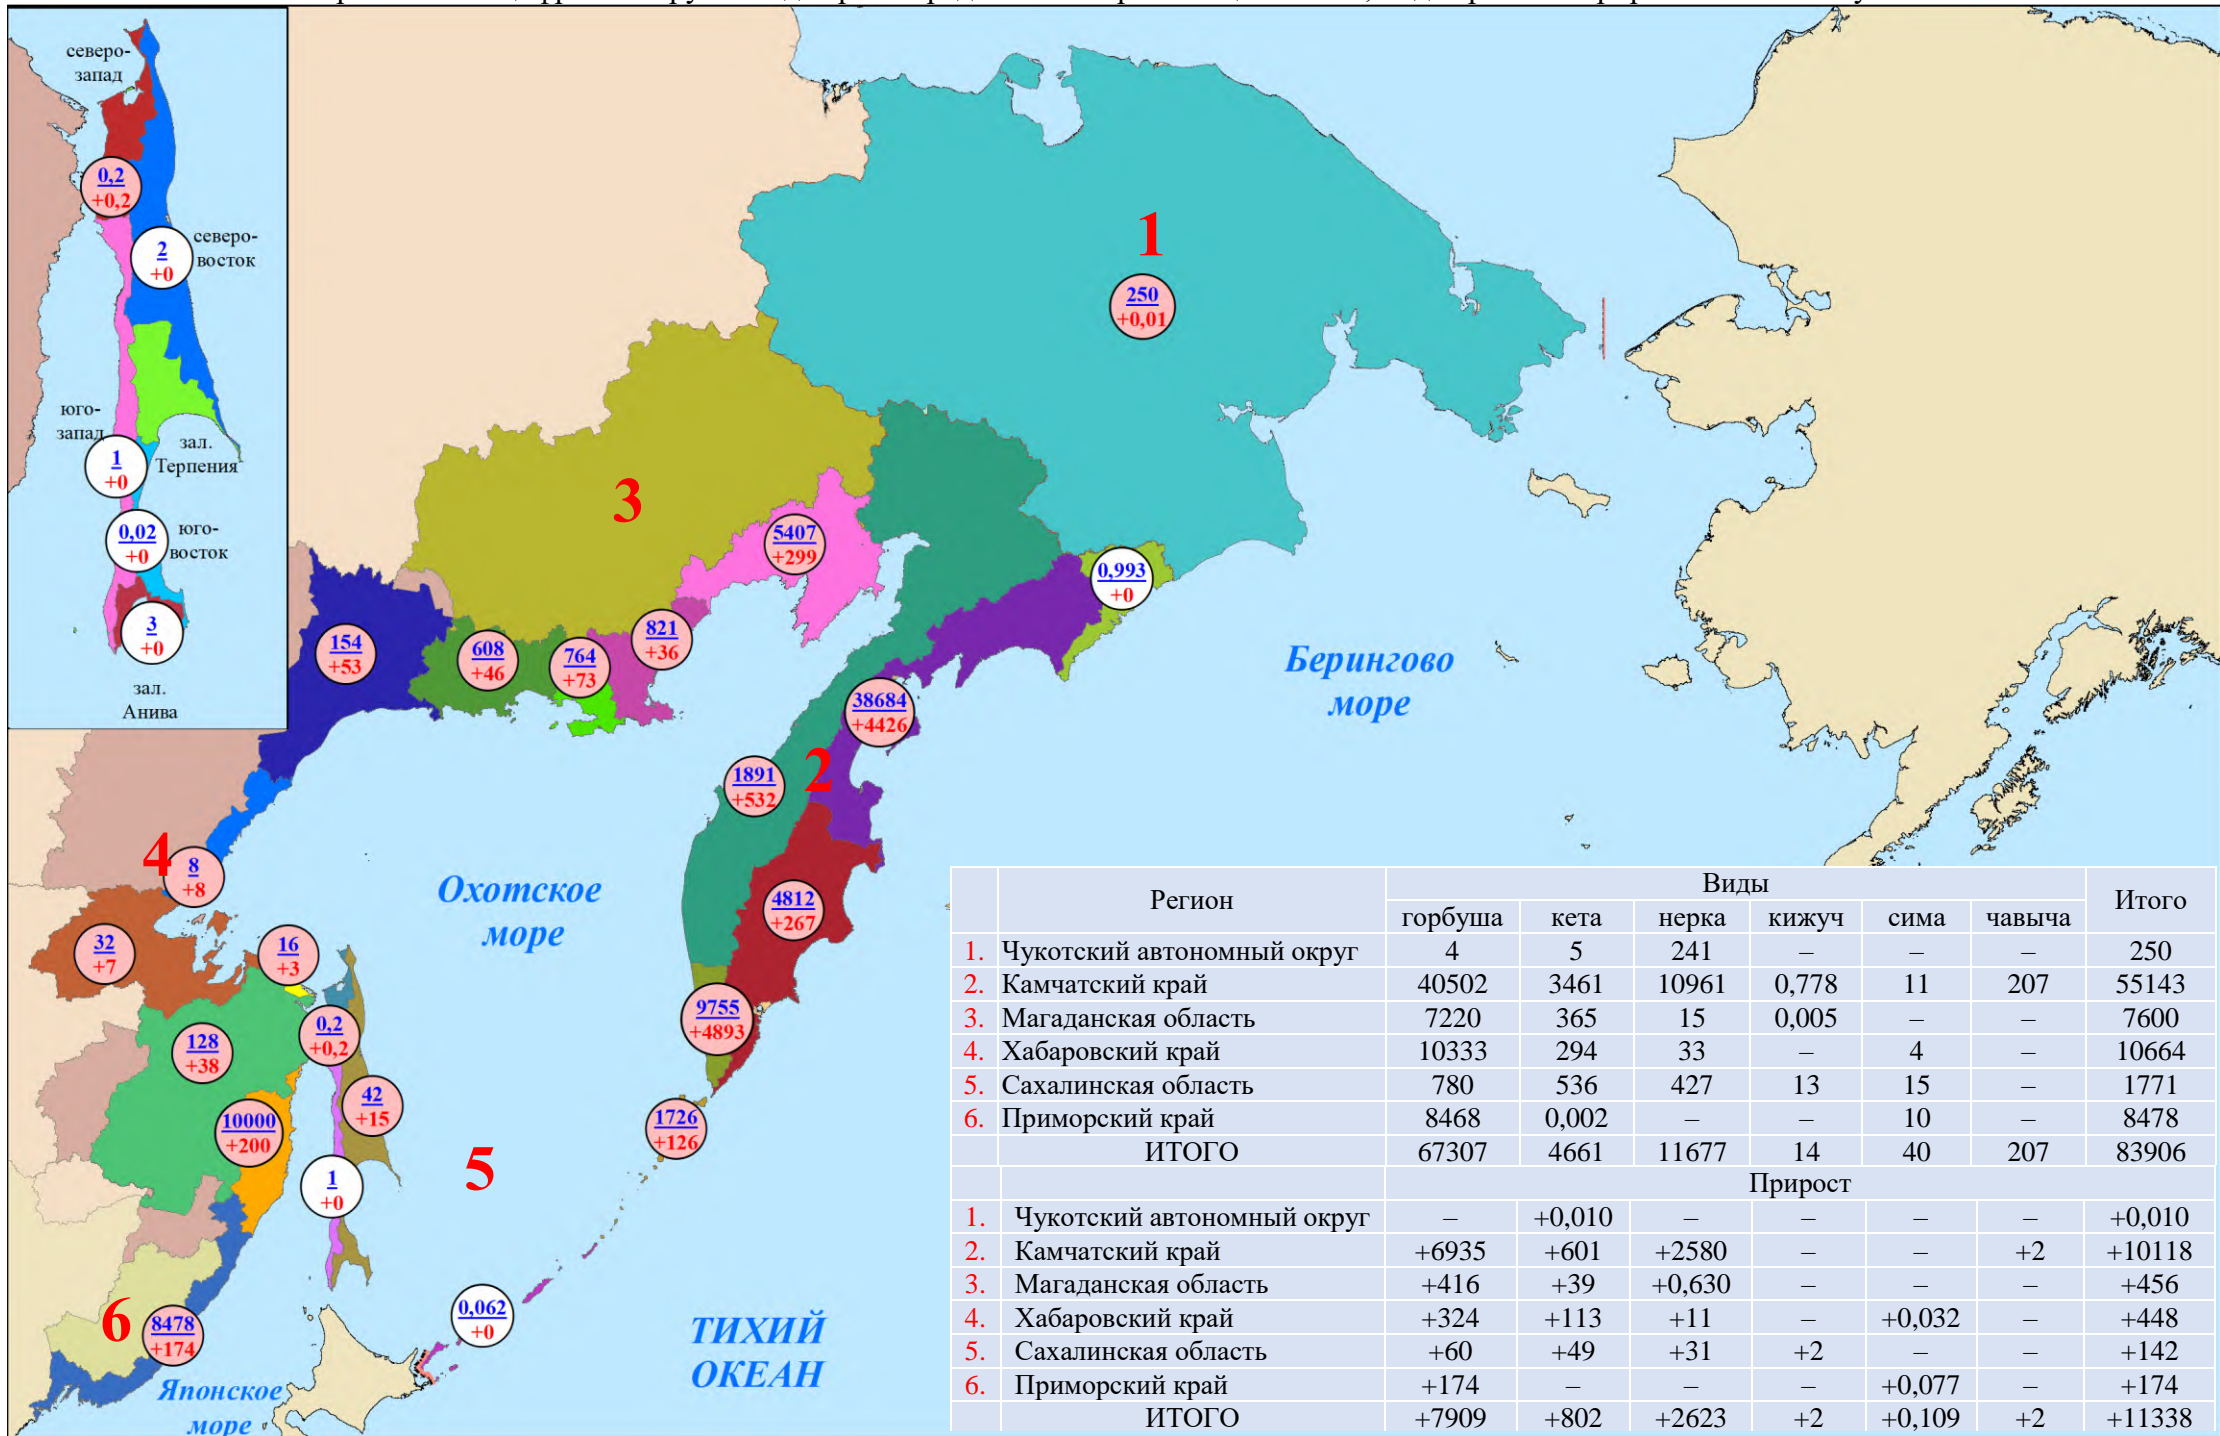 северо-
запад
0,2
+0,2
северо-
восток
2
+0
юго-
запад
зал.
Терпения
1
+0
0,02
+0
юго-
восток
3
+0
зал.
Анива
1
250
+0,01
3
5407
+299
0,993
+0
154
+53
608
+46
764
+73
821
+36
Берингово
море
38684
+4426
2
1891
+532
4
8
+8
Охотское
море
4812
+267
32
+7
16
+3
0,2
+0,2
9755
+4893
128
+38
42
+15
10000
+200
1726
+126
5
1
+0
6
8478
+174
0,062
+0
ТИХИЙ
ОКЕАН
Японское
море
Регион Виды Итого
горбуша кета нерка кижуч сима чавыча
1. Чукотский автономный округ 4 5 241 – – – 250
2. Камчатский край 40502 3461 10961 0,778 11 207 55143
3. Магаданская область 7220 365 15 0,005 – – 7600
4. Хабаровский край 10333 294 33 – 4 – 10664
5. Сахалинская область 780 536 427 13 15 – 1771
6. Приморский край 8468 0,002 – – 10 – 8478
ИТОГО 67307 4661 11677 14 40 207 83906
Прирост
1. Чукотский автономный округ – +0,010 – – – – +0,010
2. Камчатский край +6935 +601 +2580 – – +2 +10118
3. Магаданская область +416 +39 +0,630 – – – +456
4. Хабаровский край +324 +113 +11 – +0,032 – +448
5. Сахалинская область +60 +49 +31 +2 – – +142
6. Приморский край +174 – – – +0,077 – +174
ИТОГО +7909 +802 +2623 +2 +0,109 +2 +11338